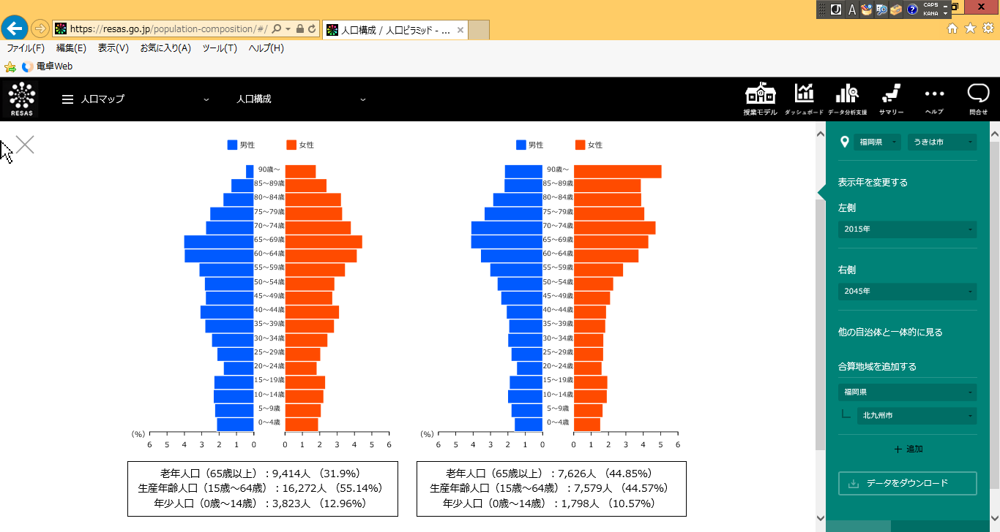 CAPS
KANA
https://resas.go.jp/population-composition/#/
人口構成 / 人口ピラミッド - ...
ファイル(F) 編集(E) 表示(V) お気に入り(A) ツール(T) ヘルプ(H)
電卓Web
RESAS
人口マップ 人口構成
授業モデル ダッシュボード データ分析支援 サマリー ヘルプ 問合せ
男性 女性
90歳～
85～89歳
80～84歳
75～79歳
70～74歳
65～69歳
60～64歳
55～59歳
50～54歳
45～49歳
40～44歳
35～39歳
30～34歳
25～29歳
20～24歳
15～19歳
10～14歳
5～9歳
0～4歳
(%) 6 5 4 3 2 1 0 0 1 2 3 4 5 6
老年人口（65歳以上）：9,414人 （31.9%）
生産年齢人口（15歳～64歳）：16,272人 （55.14%）
年少人口（0歳～14歳）：3,823人 （12.96%）
男性 女性
90歳～
85～89歳
80～84歳
75～79歳
70～74歳
65～69歳
60～64歳
55～59歳
50～54歳
45～49歳
40～44歳
35～39歳
30～34歳
25～29歳
20～24歳
15～19歳
10～14歳
5～9歳
0～4歳
(%) 6 5 4 3 2 1 0 0 1 2 3 4 5 6
老年人口（65歳以上）：7,626人 （44.85%）
生産年齢人口（15歳～64歳）：7,579人 （44.57%）
年少人口（0歳～14歳）：1,798人 （10.57%）
福岡県 うきは市
表示年を変更する
左側
2015年
右側
2045年
他の自治体と一体的に見る
合算地域を追加する
福岡県
北九州市
＋ 追加
データをダウンロード